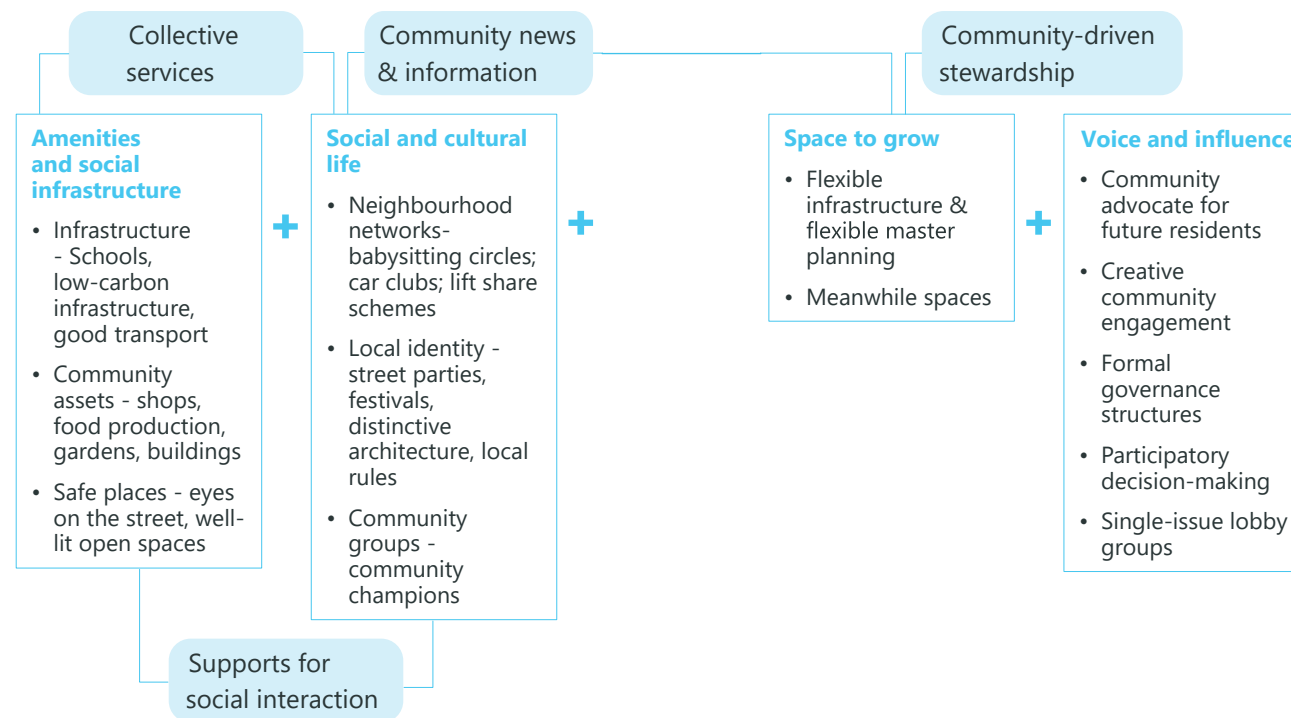 Collective
services
Community news
& information
Community-driven
stewardship
Amenities
and social
infrastructure
• Infrastructure
- Schools,
low-carbon
infrastructure,
good transport
• Community
assets - shops,
food production,
gardens, buildings
• Safe places - eyes
on the street, well-
lit open spaces
+
Social and cultural
life
• Neighbourhood
networks-
babysitting circles;
car clubs; lift share
schemes
• Local identity -
street parties,
festivals,
distinctive
architecture, local
rules
• Community
groups -
community
champions
+
Space to grow
• Flexible
infrastructure &
flexible master
planning
• Meanwhile spaces
+
Voice and influence
• Community
advocate for
future residents
• Creative
community
engagement
• Formal
governance
structures
• Participatory
decision-making
• Single-issue lobby
groups
Supports for
social interaction